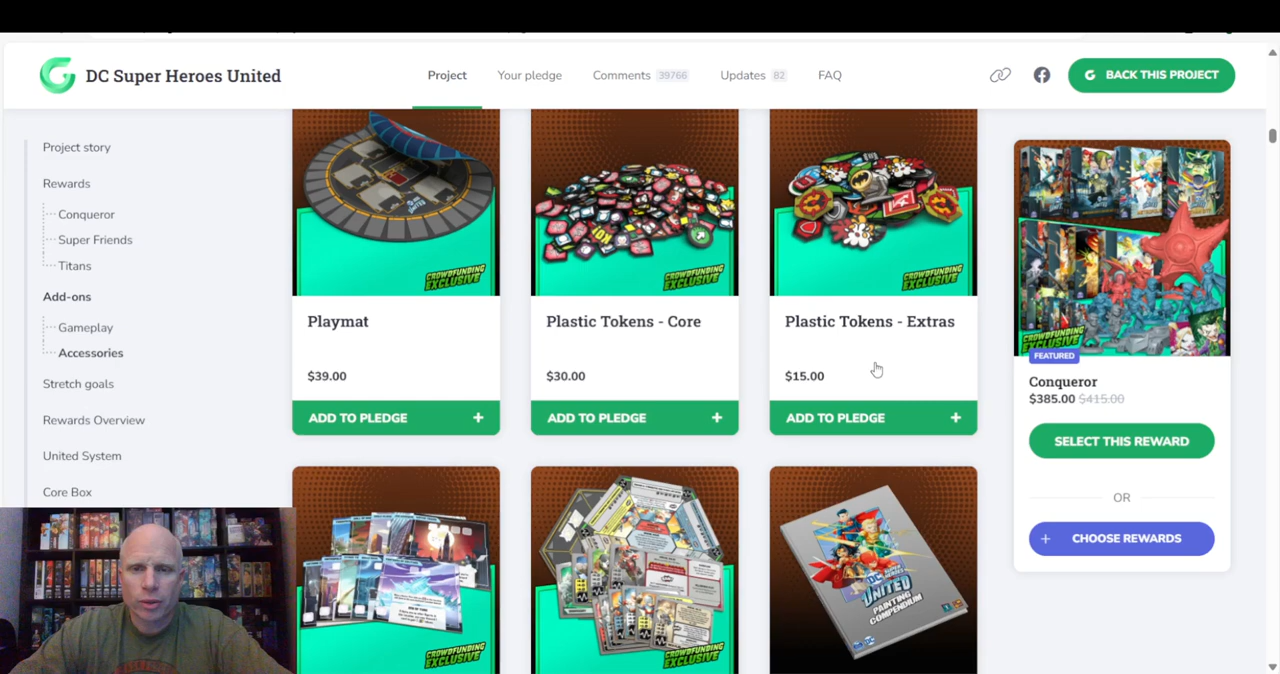 DC Super Heroes United
Project
Your pledge
Comments 39766
Updates 82
FAQ
BACK THIS PROJECT
Project story
Rewards
Conqueror
Super Friends
Titans
Add-ons
Gameplay
Accessories
Stretch goals
Rewards Overview
United System
Core Box
CROWDFUNDING
EXCLUSIVE
Playmat
$39.00
ADD TO PLEDGE +
CROWDFUNDING
EXCLUSIVE
Plastic Tokens - Core
$30.00
ADD TO PLEDGE +
CROWDFUNDING
EXCLUSIVE
Plastic Tokens - Extras
$15.00
ADD TO PLEDGE +
CROWDFUNDING
EXCLUSIVE
CROWDFUNDING
EXCLUSIVE
DC
SUPER HEROES
UNITED
PAINTING
COMPENDIUM
CROWDFUNDING
EXCLUSIVE
FEATURED
Conqueror
$385.00 $415.00
SELECT THIS REWARD
OR
+ CHOOSE REWARDS